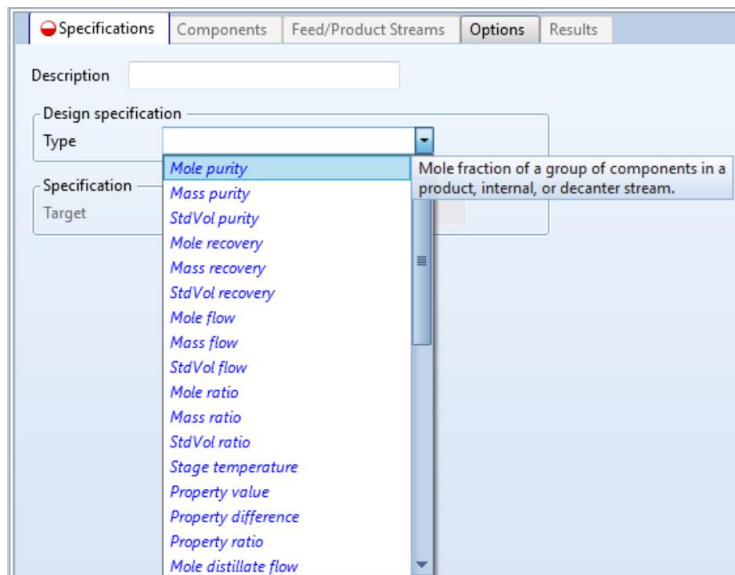 Specifications Components Feed/Product Streams Options Results
Description
Design specification
Type
Mole purity
Mole fraction of a group of components in a
product, internal, or decanter stream.
Mass purity
Specification
StdVol purity
Target
Mole recovery
Mass recovery
StdVol recovery
Mole flow
Mass flow
StdVol flow
Mole ratio
Mass ratio
StdVol ratio
Stage temperature
Property value
Property difference
Property ratio
Mole distillate flow